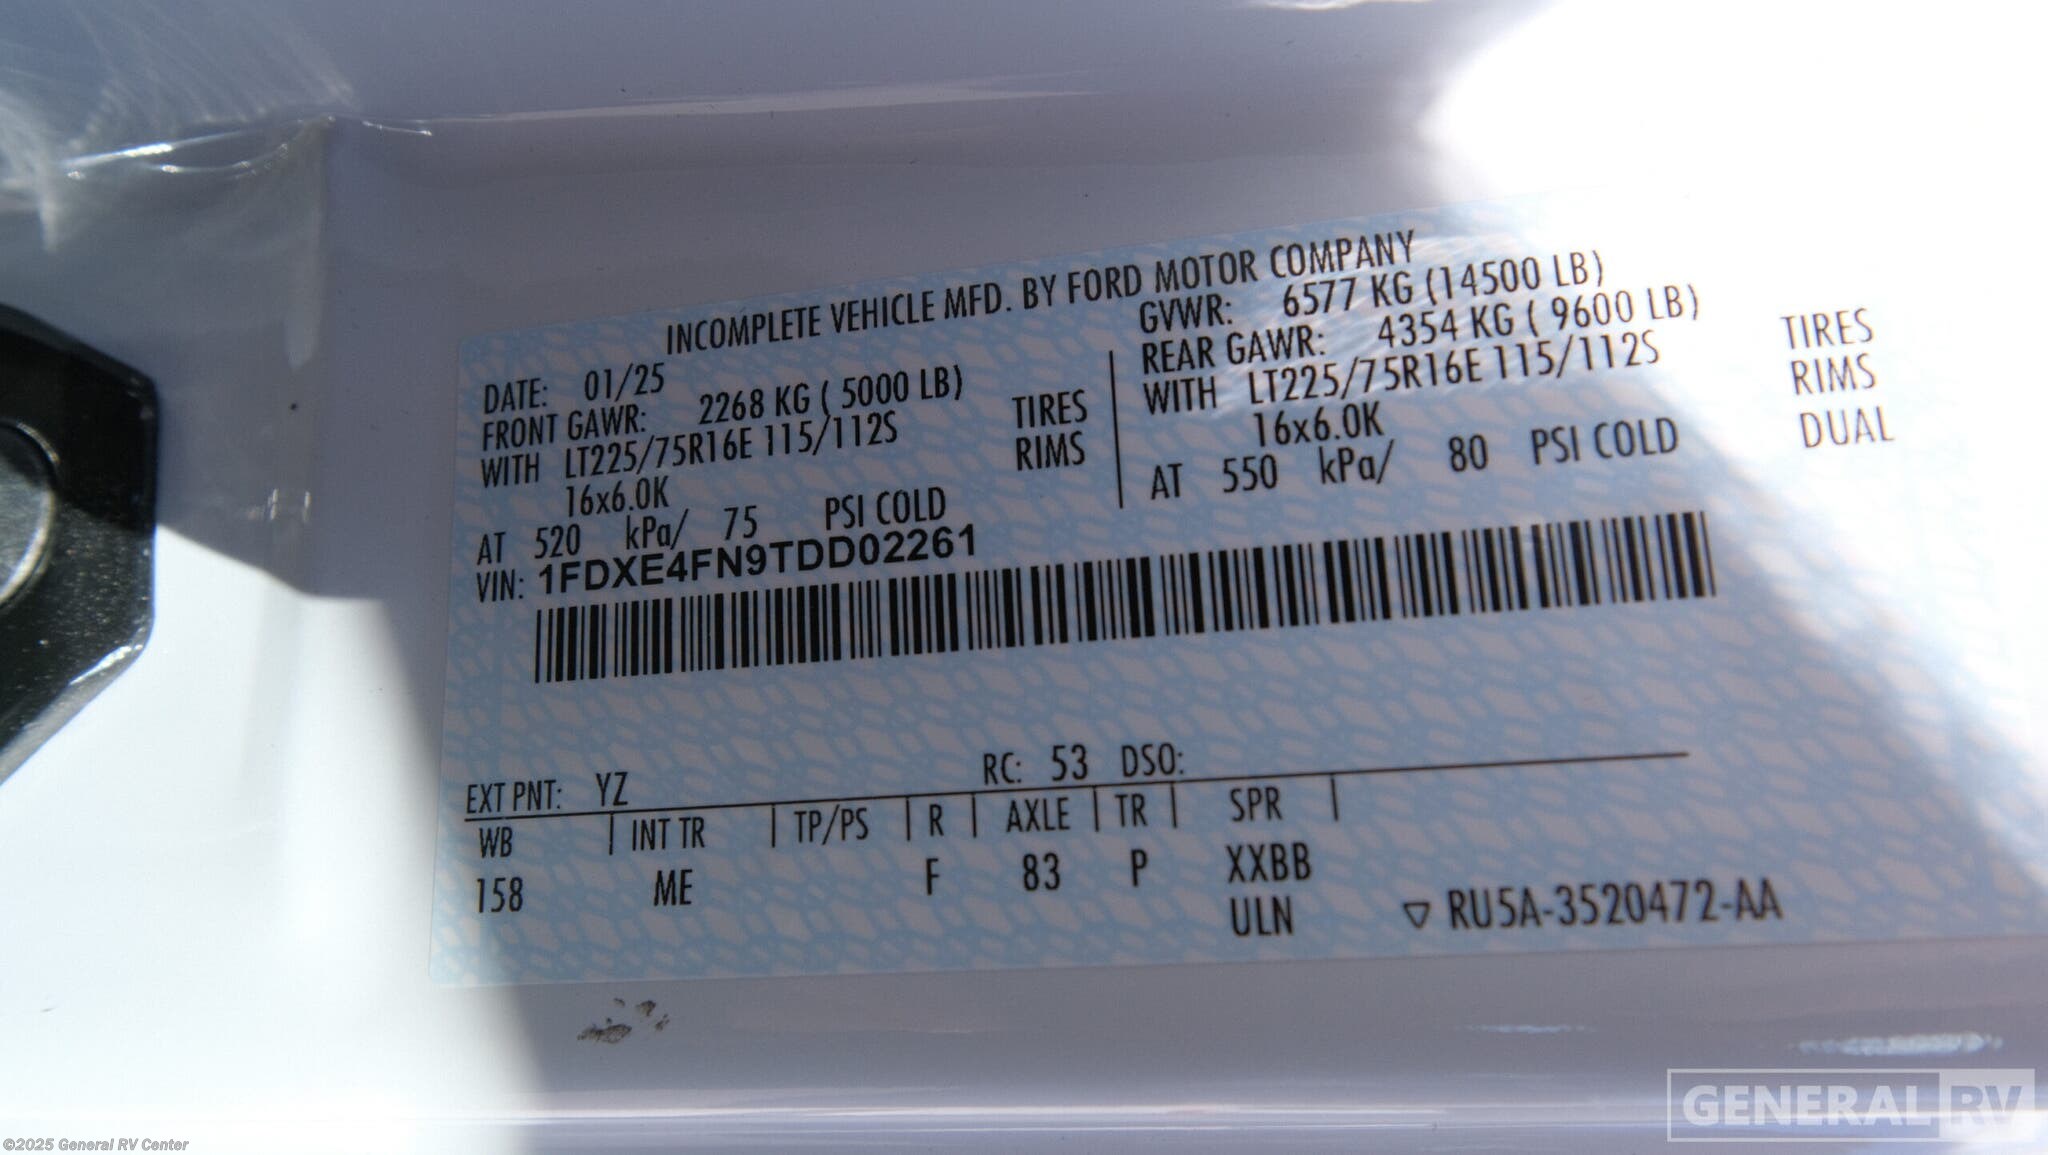 INCOMPLETE VEHICLE MFD. BY FORD MOTOR COMPANY
DATE: 01/25
FRONT GAWR: 2268 KG ( 5000 LB)
WITH LT225/75R16E 115/112S TIRES
16x6.0K RIMS
AT 520 kPa/ 75 PSI COLD
GVWR: 6577 KG (14500 LB)
REAR GAWR: 4354 KG ( 9600 LB)
WITH LT225/75R16E 115/112S TIRES
16x6.0K RIMS
AT 550 kPa/ 80 PSI COLD DUAL
VIN: 1FDXE4FN9TDD02261
EXT PNT: YZ RC: 53 DSO:
WB | INT TR | TP/PS | R | AXLE | TR | SPR |
158 ME F 83 P XXBB
ULN ▽ RU5A-3520472-AA
GENERAL RV
©2025 General RV Center